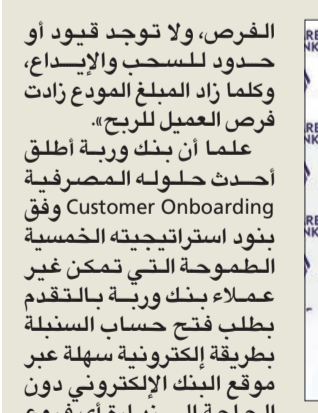 الفرص، ولا توجد قيود أو
حدود للسحب والإيداع،
وكلما زاد المبلغ المودع زادت
فرص العميل للربح».
علما أن بنك وربة أطلق
أحدث حلوله المصرفية
Customer Onboarding وفق
بنود استراتيجيته الخمسية
الطموحة التي تمكن غير
عملاء بنك وربة بالتقدم
بطلب فتح حساب السنبلة
بطريقة إلكترونية سهلة عبر
موقع البنك الإلكتروني دون